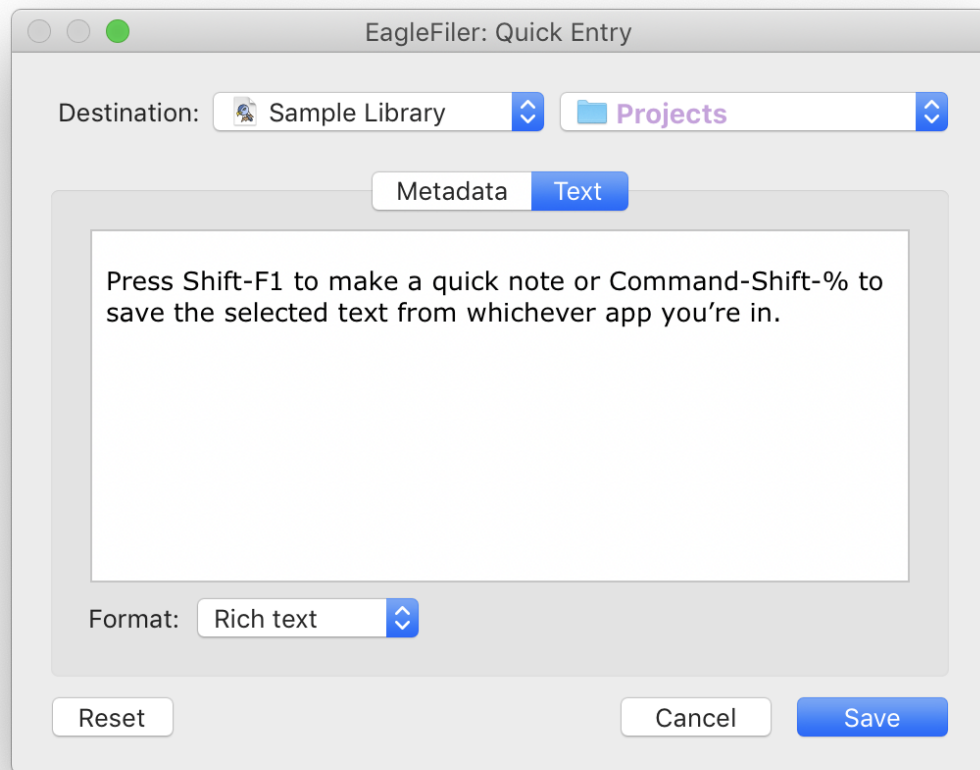 EagleFiler: Quick Entry
Destination: Sample Library Projects
Metadata Text
Press Shift-F1 to make a quick note or Command-Shift-% to
save the selected text from whichever app you’re in.
Format: Rich text
Reset Cancel Save